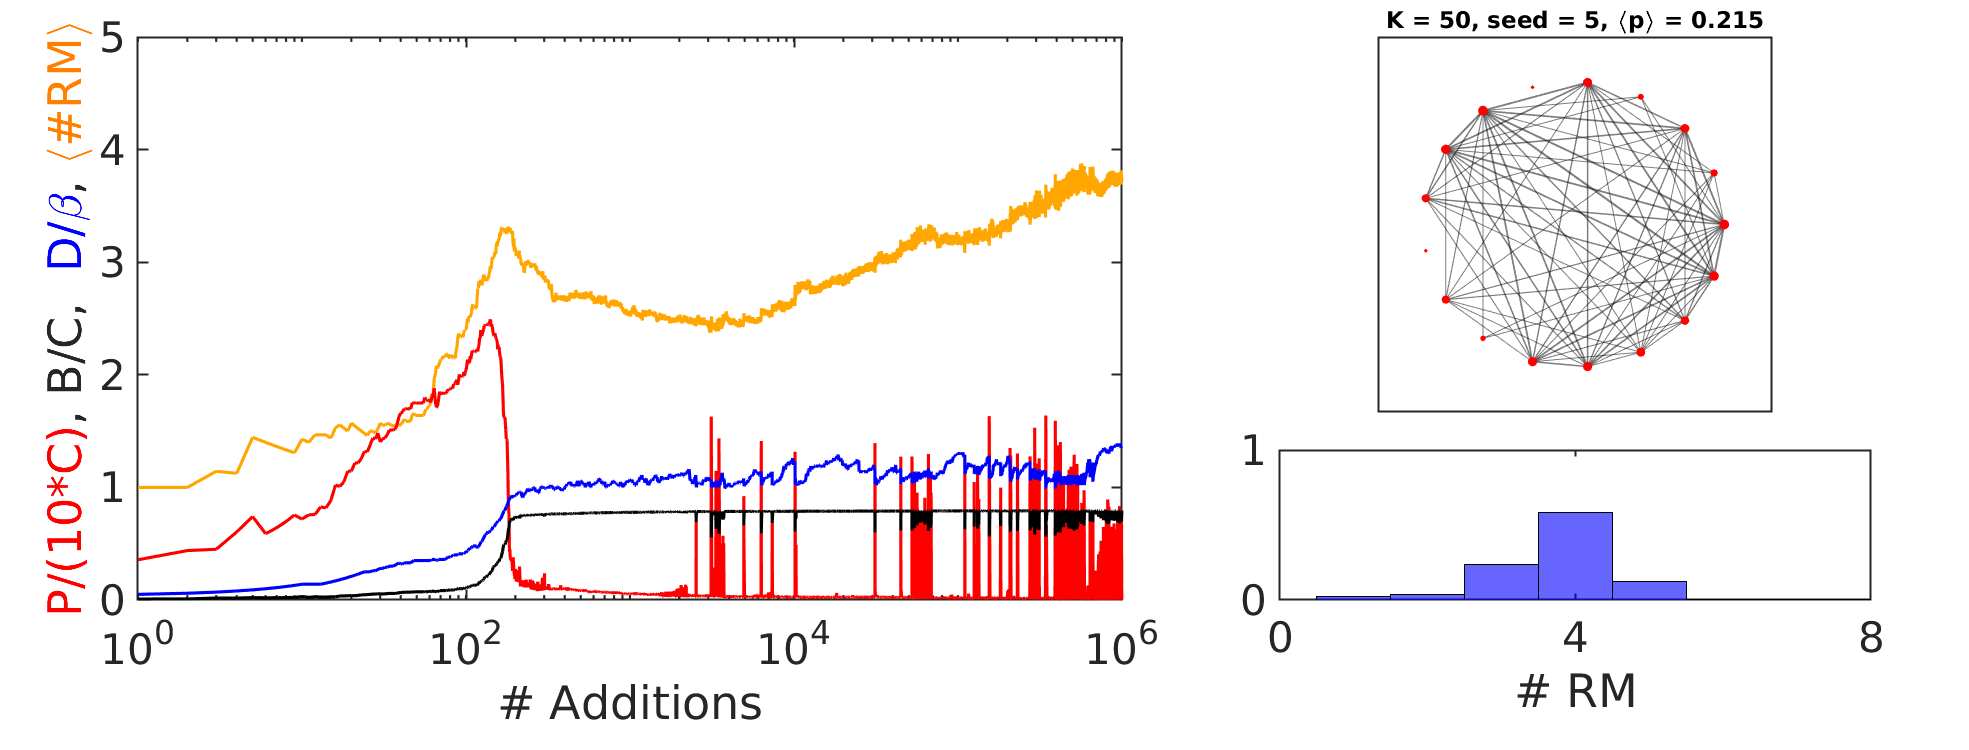 P/(10*C), B/C, D/β, ⟨#RM⟩
5
4
3
2
1
0
10^0 10^2 10^4 10^6
# Additions
K = 50, seed = 5, ⟨p⟩ = 0.215
1
0
0 4 8
# RM